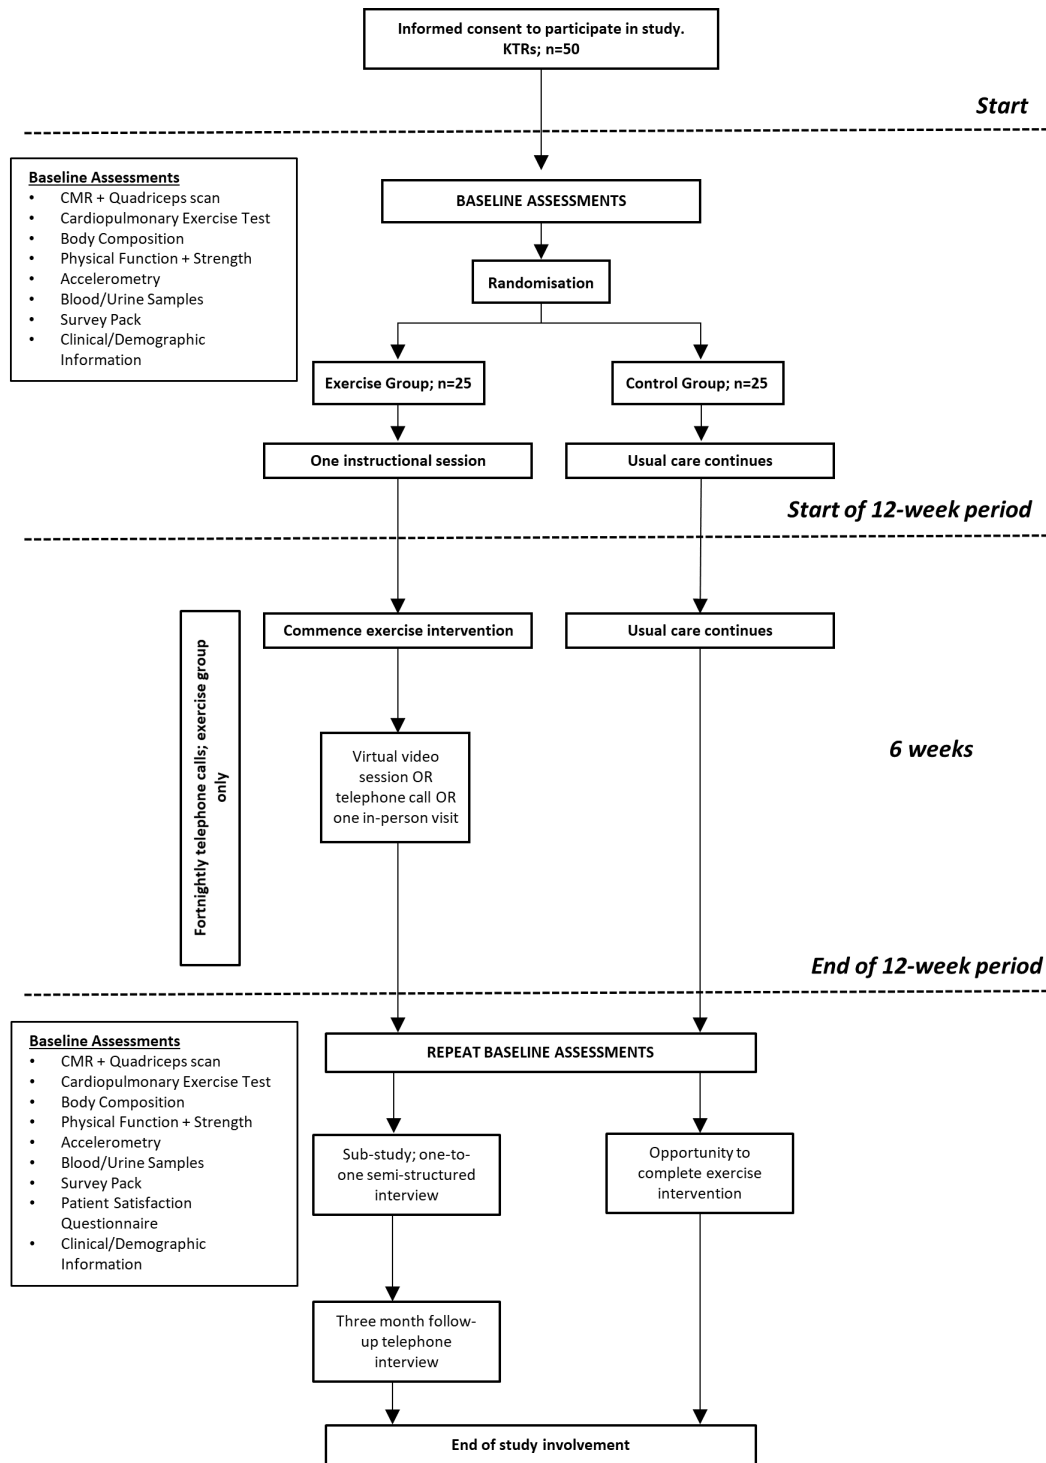 Informed consent to participate in study.
KTRs; n=50
Start
Baseline Assessments
• CMR + Quadriceps scan
• Cardiopulmonary Exercise Test
• Body Composition
• Physical Function + Strength
• Accelerometry
• Blood/Urine Samples
• Survey Pack
• Clinical/Demographic
Information
BASELINE ASSESSMENTS
Randomisation
Exercise Group; n=25
Control Group; n=25
One instructional session
Usual care continues
Start of 12-week period
Commence exercise intervention
Usual care continues
Fortnightly telephone calls; exercise group
only
Virtual video
session OR
telephone call OR
one in-person visit
6 weeks
End of 12-week period
Baseline Assessments
• CMR + Quadriceps scan
• Cardiopulmonary Exercise Test
• Body Composition
• Physical Function + Strength
• Accelerometry
• Blood/Urine Samples
• Survey Pack
• Patient Satisfaction
Questionnaire
• Clinical/Demographic
Information
REPEAT BASELINE ASSESSMENTS
Sub-study; one-to-
one semi-structured
interview
Opportunity to
complete exercise
intervention
Three month follow-
up telephone
interview
End of study involvement